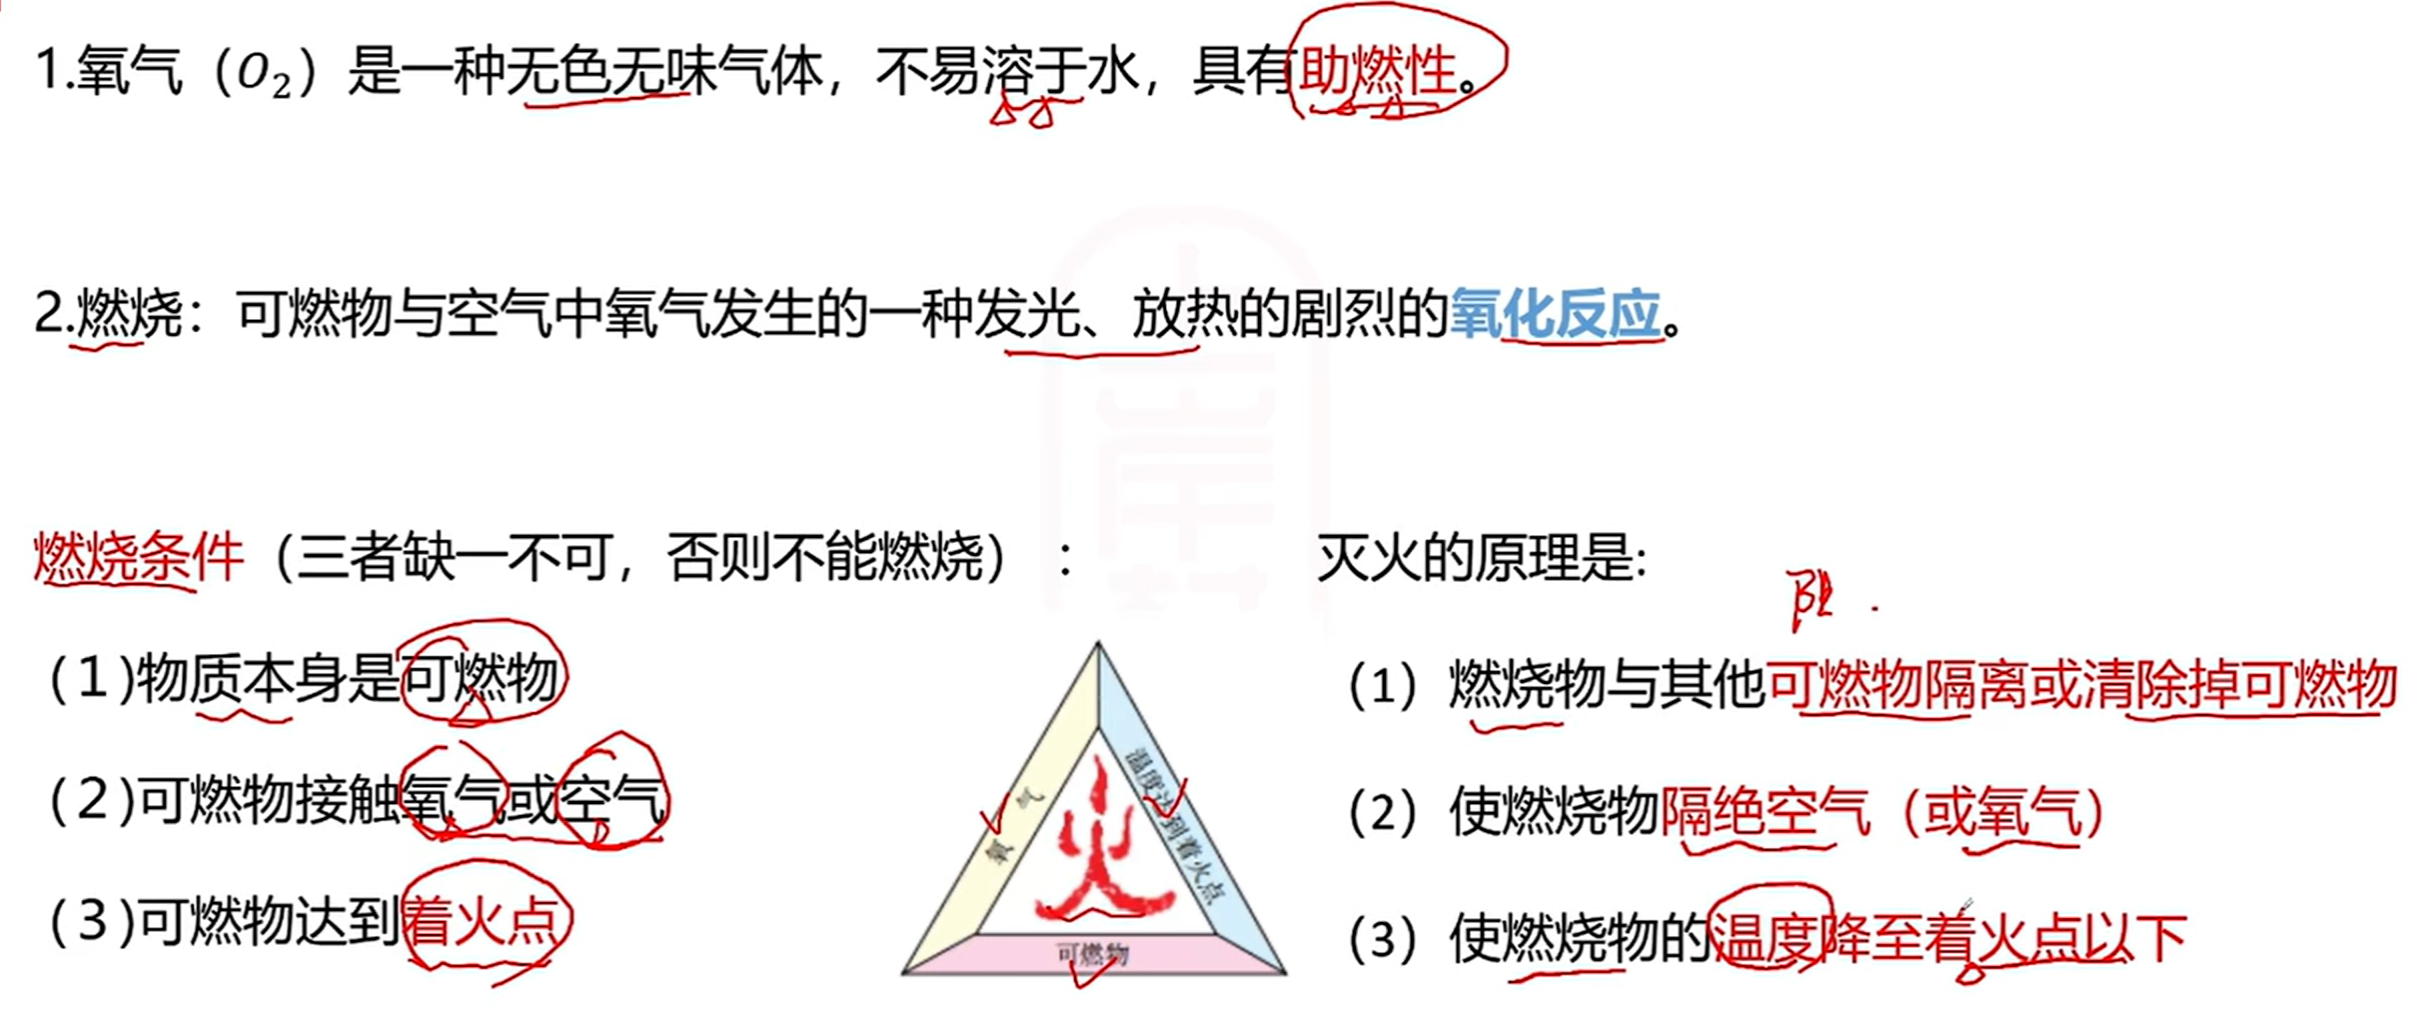 1.氧气（O₂）是一种无色无味气体，不易溶于水，具有助燃性。
2.燃烧：可燃物与空气中氧气发生的一种发光、放热的剧烈的氧化反应。
燃烧条件（三者缺一不可，否则不能燃烧）：
(1)物质本身是可燃物
(2)可燃物接触氧气或空气
(3)可燃物达到着火点
氧气
温度达到着火点
火
可燃物
灭火的原理是:
（1）燃烧物与其他可燃物隔离或清除掉可燃物
（2）使燃烧物隔绝空气（或氧气）
（3）使燃烧物的温度降至着火点以下